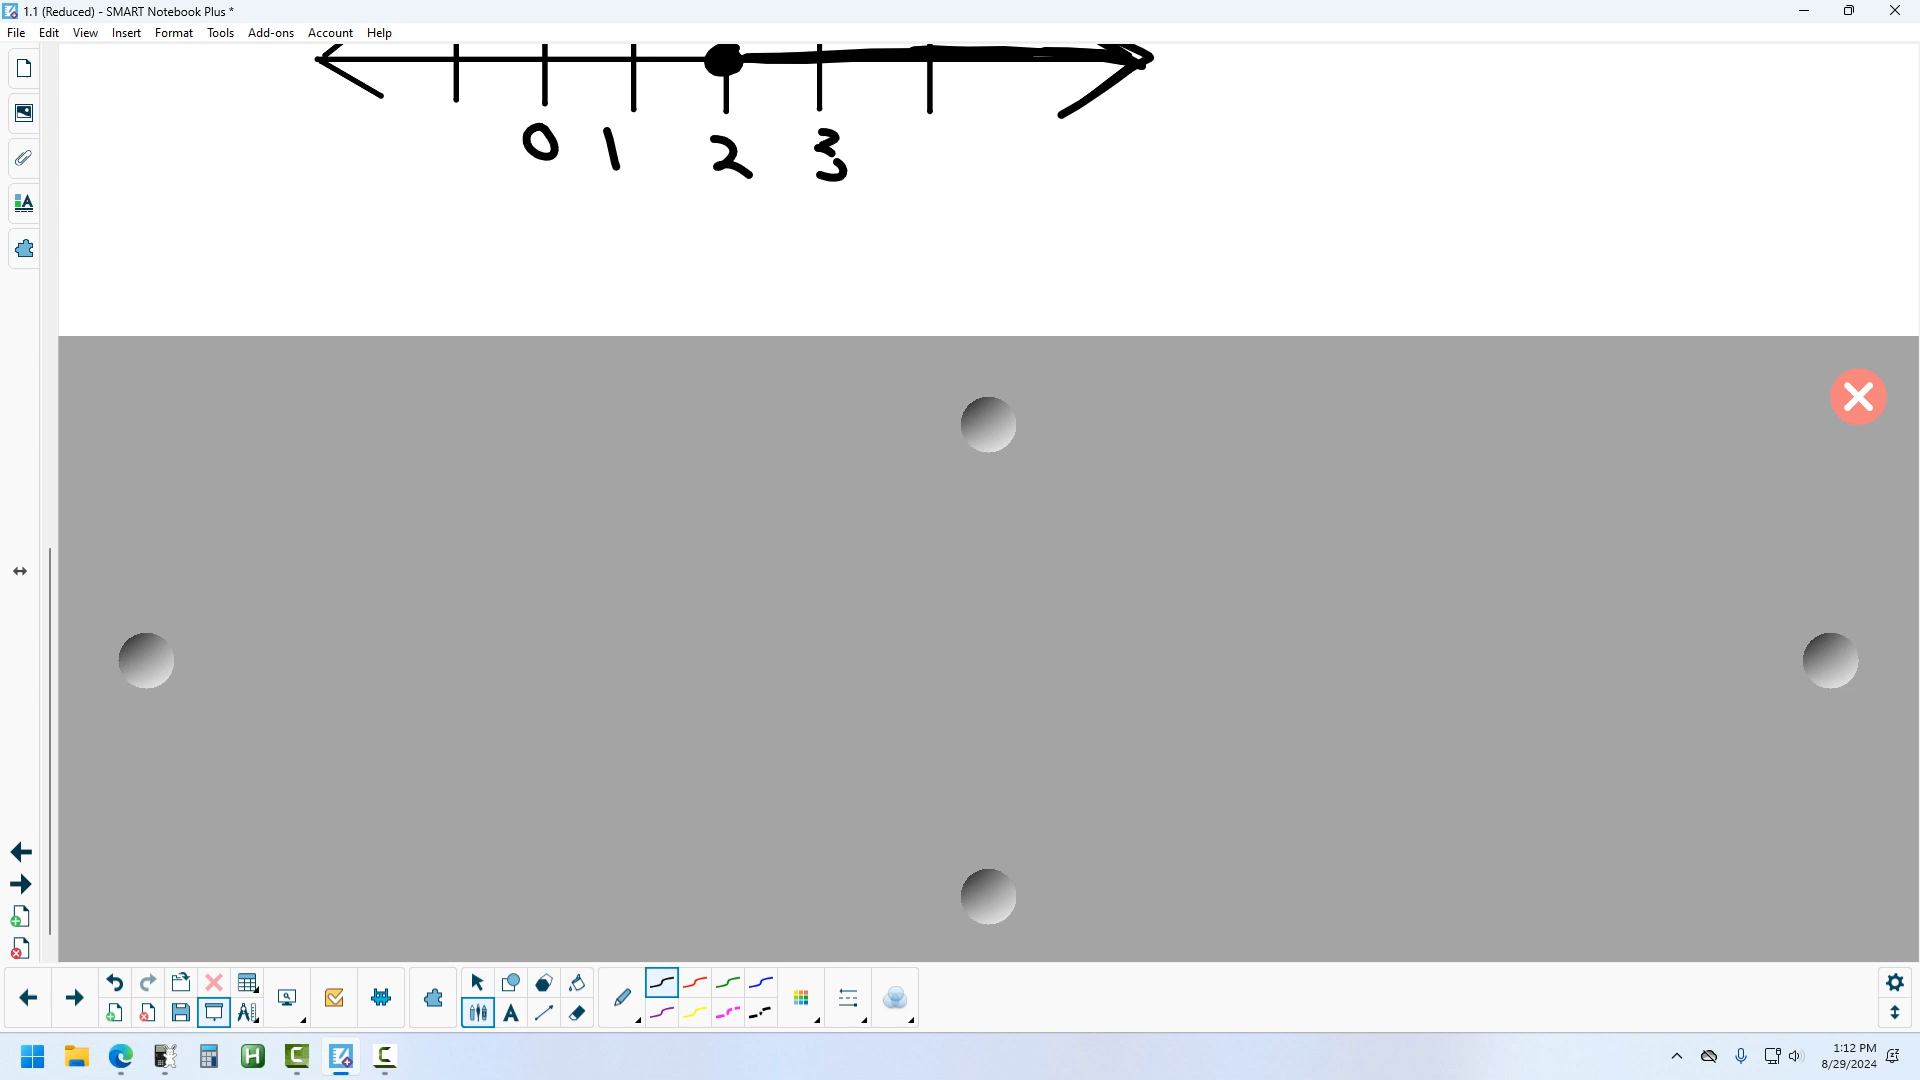 1.1 (Reduced) - SMART Notebook Plus *
File Edit View Insert Format Tools Add-ons Account Help
0 1 2 3
1:12 PM
8/29/2024